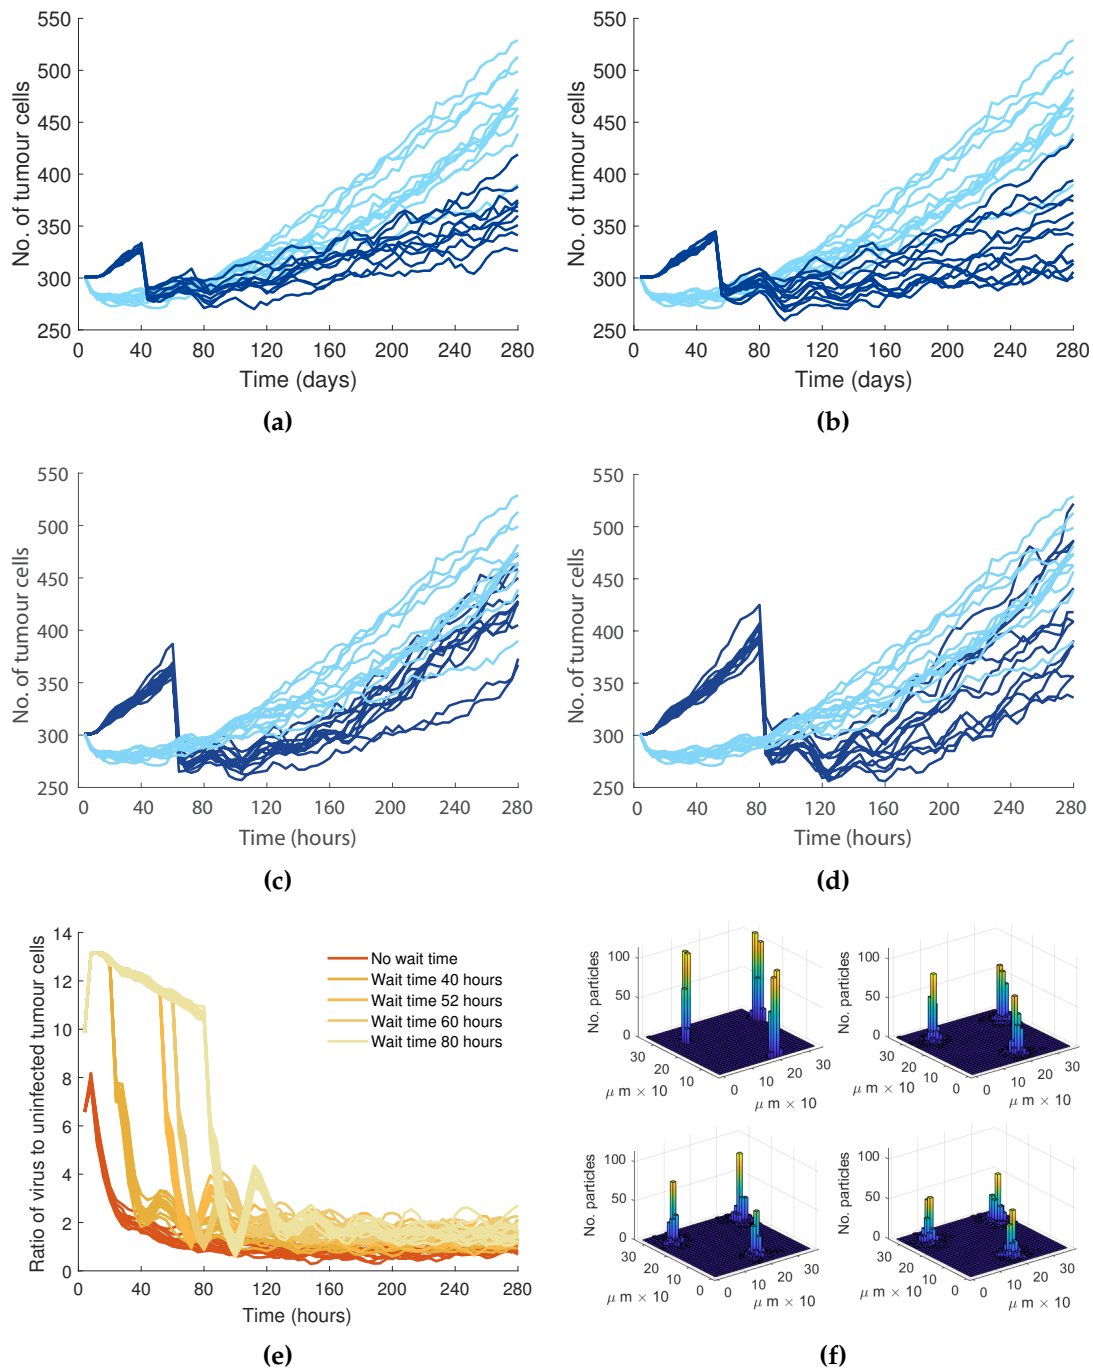 550
500
450
400
350
300
250
No. of tumour cells
0 40 80 120 160 200 240 280
Time (days)
(a)
550
500
450
400
350
300
250
No. of tumour cells
0 40 80 120 160 200 240 280
Time (days)
(b)
550
500
450
400
350
300
250
No. of tumour cells
0 40 80 120 160 200 240 280
Time (hours)
(c)
550
500
450
400
350
300
250
No. of tumour cells
0 40 80 120 160 200 240 280
Time (hours)
(d)
14
12
10
8
6
4
2
0
Ratio of virus to uninfected tumour cells
No wait time
Wait time 40 hours
Wait time 52 hours
Wait time 60 hours
Wait time 80 hours
0 40 80 120 160 200 240 280
Time (hours)
(e)
No. particles
100
50
0
30
20
10
0
μ m × 10
0
10
20
30
μ m × 10
No. particles
100
50
0
30
20
10
0
μ m × 10
0
10
20
30
μ m × 10
No. particles
100
50
0
30
20
10
0
μ m × 10
0
10
20
30
μ m × 10
No. particles
100
50
0
30
20
10
0
μ m × 10
0
10
20
30
μ m × 10
(f)